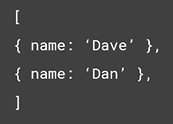 [
{ name: ‘Dave’ },
{ name: ‘Dan’ },
]